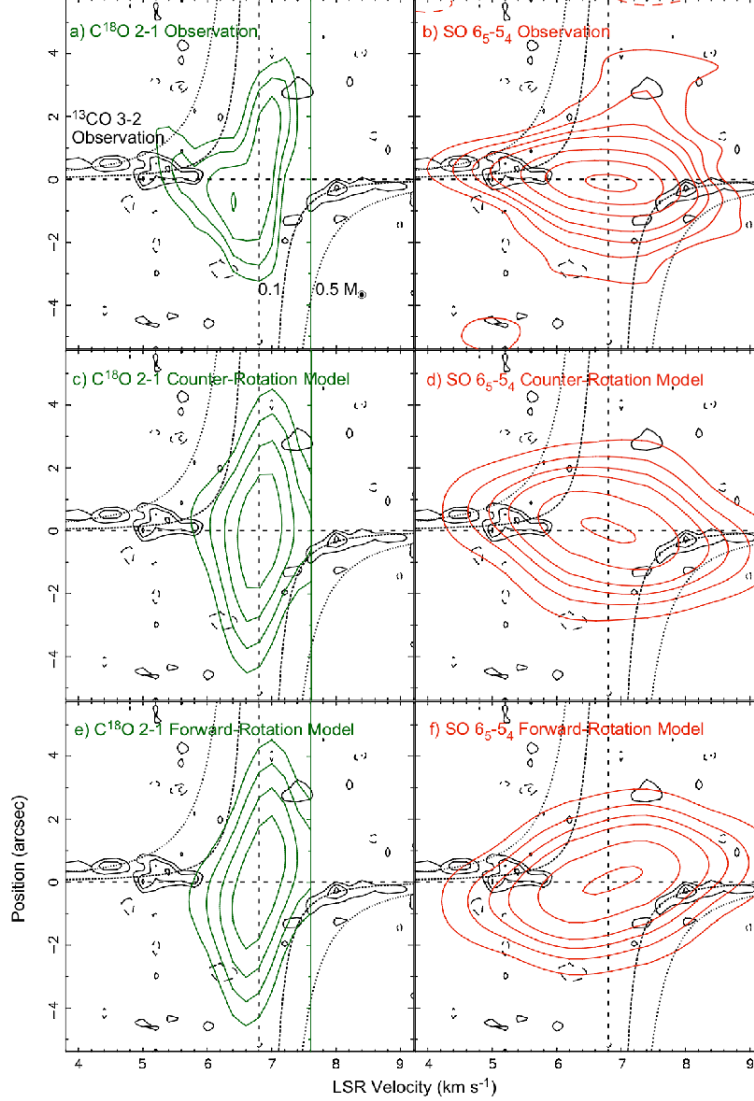 a) C¹⁸O 2-1 Observation
b) SO 6₅-5₄ Observation
¹³CO 3-2
Observation
4
2
0
−2
−4
0.1
0.5 M⦿
c) C¹⁸O 2-1 Counter-Rotation Model
d) SO 6₅-5₄ Counter-Rotation Model
4
2
0
−2
−4
e) C¹⁸O 2-1 Forward-Rotation Model
f) SO 6₅-5₄ Forward-Rotation Model
4
2
0
−2
−4
Position (arcsec)
4 5 6 7 8 9 4 5 6 7 8 9
LSR Velocity (km s⁻¹)